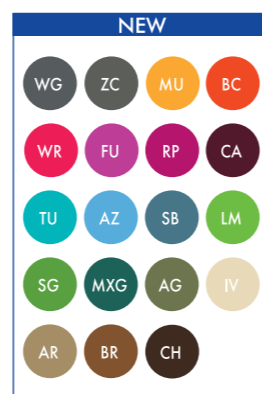 NEW
WG ZC MU BC
WR FU RP CA
TU AZ SB LM
SG MXG AG IV
AR BR CH